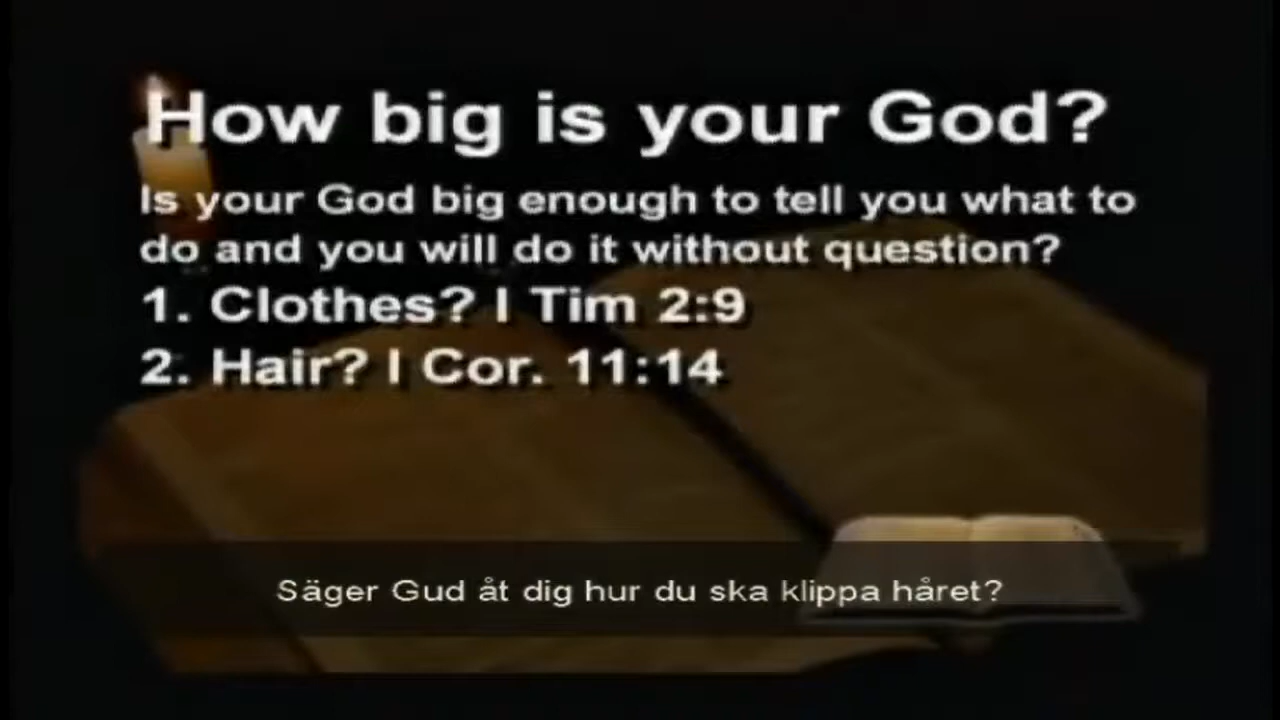 How big is your God?
Is your God big enough to tell you what to
do and you will do it without question?
1. Clothes? I Tim 2:9
2. Hair? I Cor. 11:14
Säger Gud åt dig hur du ska klippa håret?